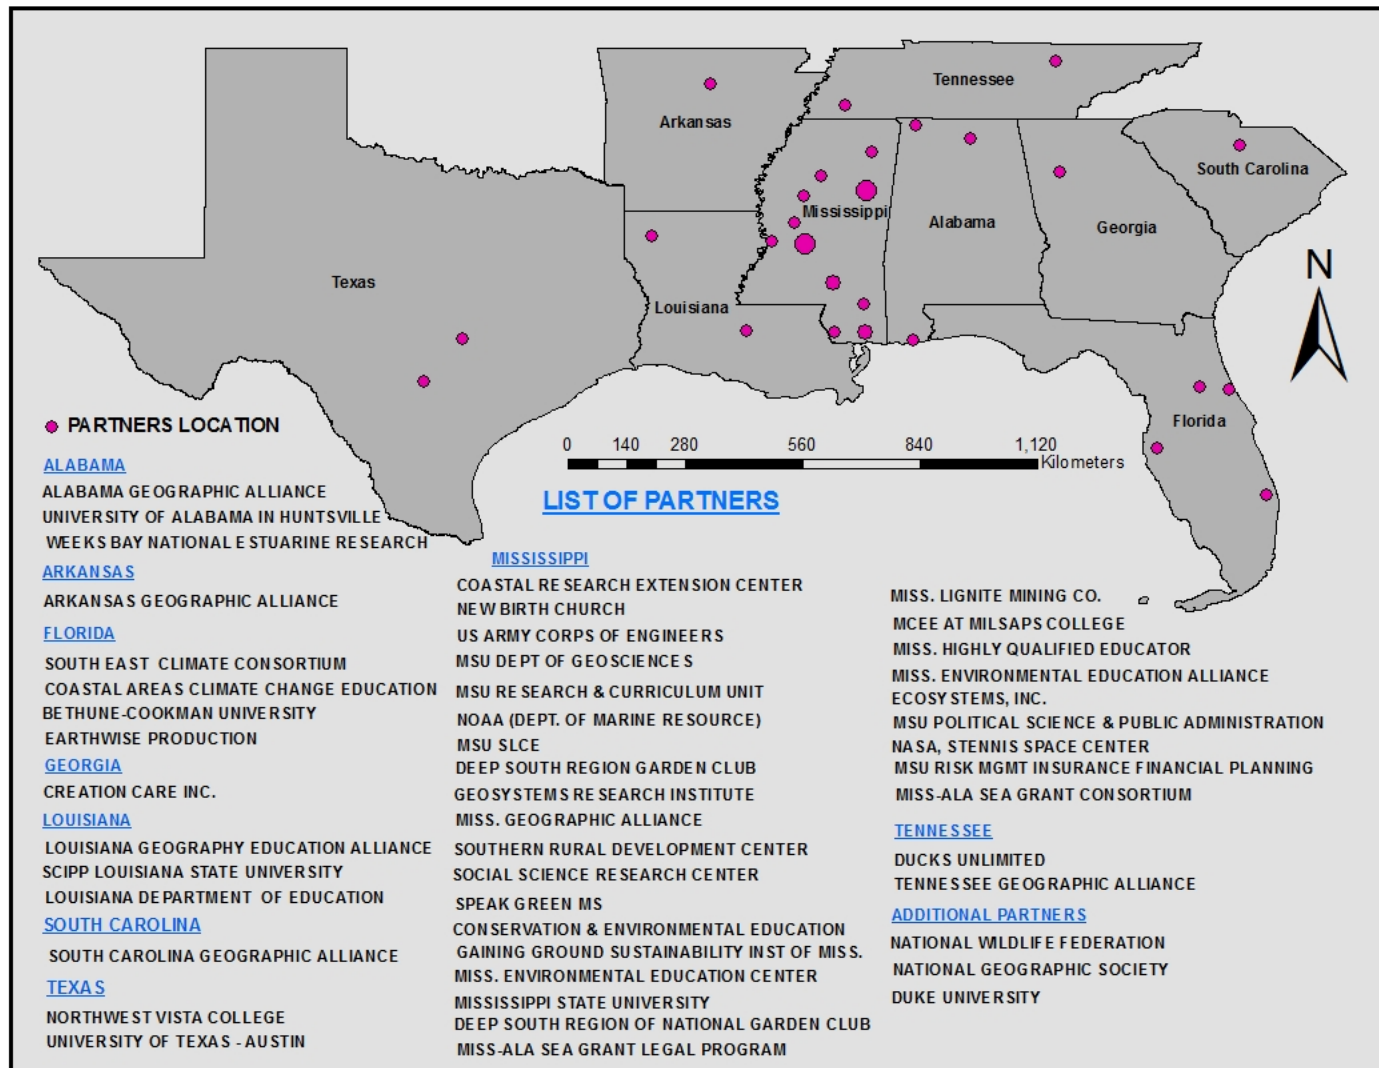 Tennessee
Arkansas
South Carolina
Mississippi
Alabama
Georgia
Texas
Louisiana
Florida
N
PARTNERS LOCATION
0 140 280 560 840 1,120
Kilometers
LIST OF PARTNERS
ALABAMA
ALABAMA GEOGRAPHIC ALLIANCE
UNIVERSITY OF ALABAMA IN HUNTSVILLE
WEEKS BAY NATIONAL ESTUARINE RESEARCH
ARKANSAS
ARKANSAS GEOGRAPHIC ALLIANCE
FLORIDA
SOUTH EAST CLIMATE CONSORTIUM
COASTAL AREAS CLIMATE CHANGE EDUCATION
BETHUNE-COOKMAN UNIVERSITY
EARTHWISE PRODUCTION
GEORGIA
CREATION CARE INC.
LOUISIANA
LOUISIANA GEOGRAPHY EDUCATION ALLIANCE
SCIPP LOUISIANA STATE UNIVERSITY
LOUISIANA DEPARTMENT OF EDUCATION
SOUTH CAROLINA
SOUTH CAROLINA GEOGRAPHIC ALLIANCE
TEXAS
NORTHWEST VISTA COLLEGE
UNIVERSITY OF TEXAS - AUSTIN
MISSISSIPPI
COASTAL RESEARCH EXTENSION CENTER
NEW BIRTH CHURCH
US ARMY CORPS OF ENGINEERS
MSU DEPT OF GEOSCIENCES
MSU RESEARCH & CURRICULUM UNIT
NOAA (DEPT. OF MARINE RESOURCE)
MSU SLCE
DEEP SOUTH REGION GARDEN CLUB
GEOSYSTEMS RESEARCH INSTITUTE
MISS. GEOGRAPHIC ALLIANCE
SOUTHERN RURAL DEVELOPMENT CENTER
SOCIAL SCIENCE RESEARCH CENTER
SPEAK GREEN MS
CONSERVATION & ENVIRONMENTAL EDUCATION
GAINING GROUND SUSTAINABILITY INST OF MISS.
MISS. ENVIRONMENTAL EDUCATION CENTER
MISSISSIPPI STATE UNIVERSITY
DEEP SOUTH REGION OF NATIONAL GARDEN CLUB
MISS-ALA SEA GRANT LEGAL PROGRAM
MISS. LIGNITE MINING CO.
MCEE AT MILSAPS COLLEGE
MISS. HIGHLY QUALIFIED EDUCATOR
MISS. ENVIRONMENTAL EDUCATION ALLIANCE
ECOSYSTEMS, INC.
MSU POLITICAL SCIENCE & PUBLIC ADMINISTRATION
NASA, STENNIS SPACE CENTER
MSU RISK MGMT INSURANCE FINANCIAL PLANNING
MISS-ALA SEA GRANT CONSORTIUM
TENNESSEE
DUCKS UNLIMITED
TENNESSEE GEOGRAPHIC ALLIANCE
ADDITIONAL PARTNERS
NATIONAL WILDLIFE FEDERATION
NATIONAL GEOGRAPHIC SOCIETY
DUKE UNIVERSITY